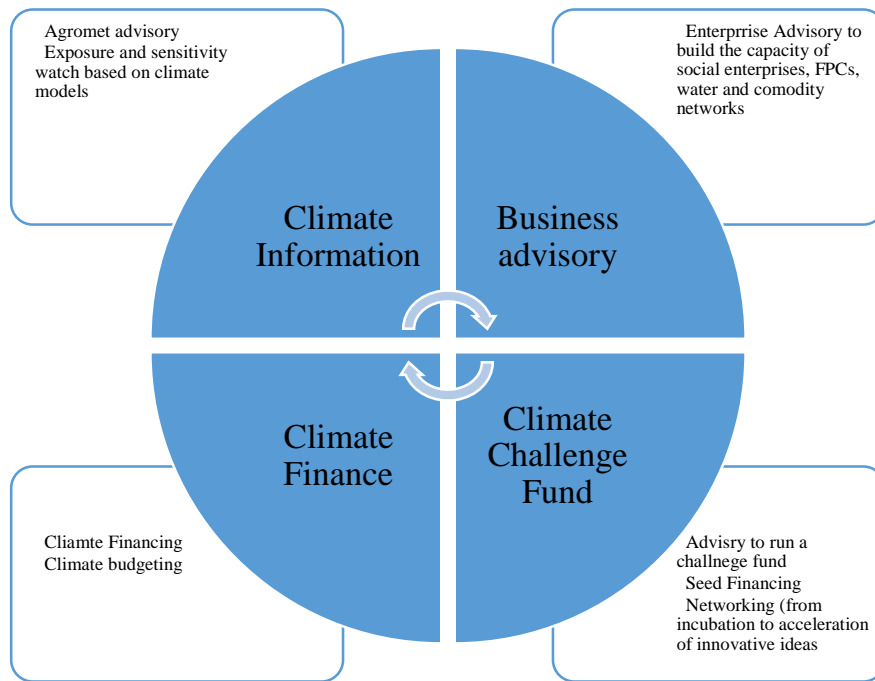 Agromet advisory
Exposure and sensitivity
watch based on climate
models
Enterprrise Advisory to
build the capacity of
social enterprises, FPCs,
water and comodity
networks
Climate
Information
Business
advisory
Climate
Finance
Climate
Challenge
Fund
Cliamte Financing
Climate budgeting
Advisry to run a
challnege fund
Seed Financing
Networking (from
incubation to acceleration
of innovative ideas